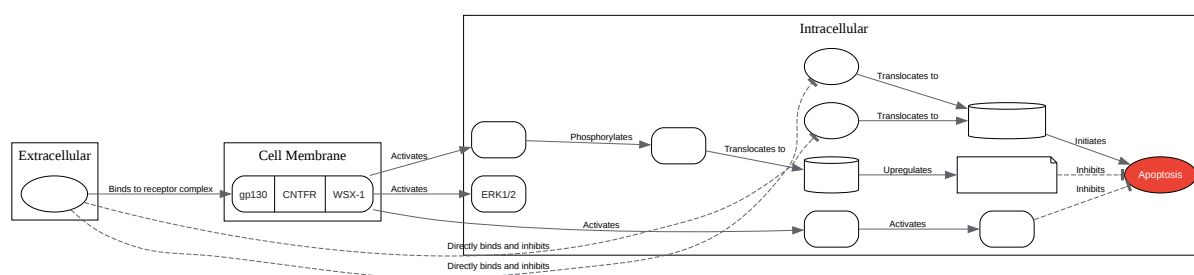 Intracellular
Translocates to
Translocates to
Activates
Phosphorylates
Translocates to
Initiates
Extracellular
Cell Membrane
Binds to receptor complex
gp130
CNTFR
WSX-1
Activates
ERK1/2
Upregulates
Inhibits
Apoptosis
Inhibits
Activates
Activates
Directly binds and inhibits
Directly binds and inhibits